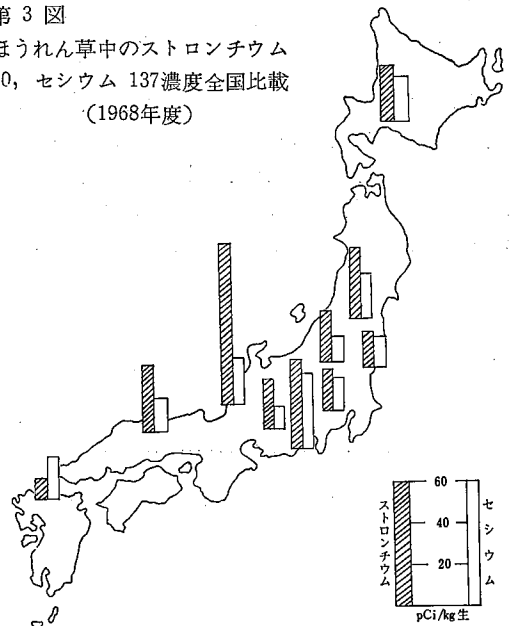 第 3 図
ほうれん草中のストロンチウム
0, セシウム 137濃度全国比載
(1968年度)
60
40
20
ストロンチウム
セシウム
pCi/kg生